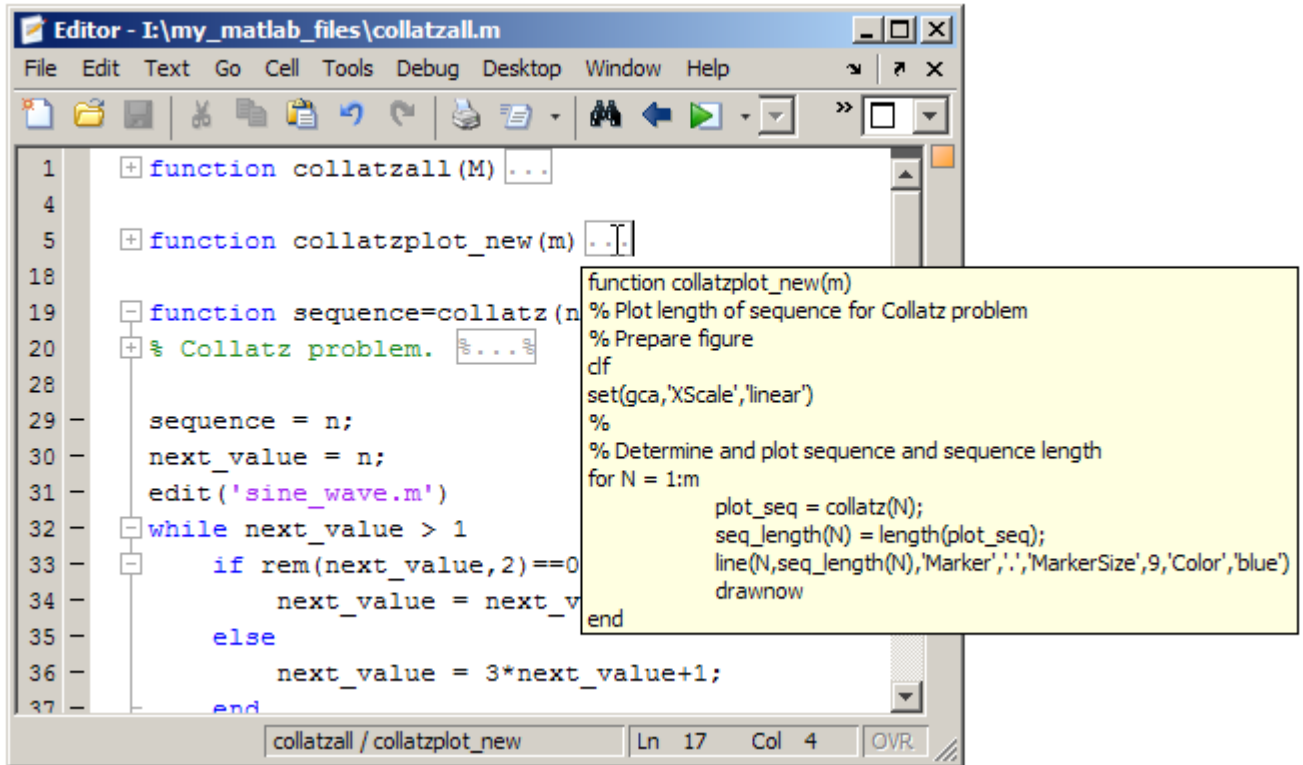 Editor - I:\my_matlab_files\collatzall.m
File Edit Text Go Cell Tools Debug Desktop Window Help
1 function collatzall(M) ...
4
5 function collatzplot_new(m) ...
18
19 function sequence=collatz(n
20 % Collatz problem. %...%
28
29 – sequence = n;
30 – next_value = n;
31 – edit('sine_wave.m')
32 – while next_value > 1
33 – if rem(next_value,2)==0
34 – next_value = next_v
35 – else
36 – next_value = 3*next_value+1;
37 – end
function collatzplot_new(m)
% Plot length of sequence for Collatz problem
% Prepare figure
clf
set(gca,'XScale','linear')
%
% Determine and plot sequence and sequence length
for N = 1:m
plot_seq = collatz(N);
seq_length(N) = length(plot_seq);
line(N,seq_length(N),'Marker','.','MarkerSize',9,'Color','blue')
drawnow
end
collatzall / collatzplot_new Ln 17 Col 4 OVR